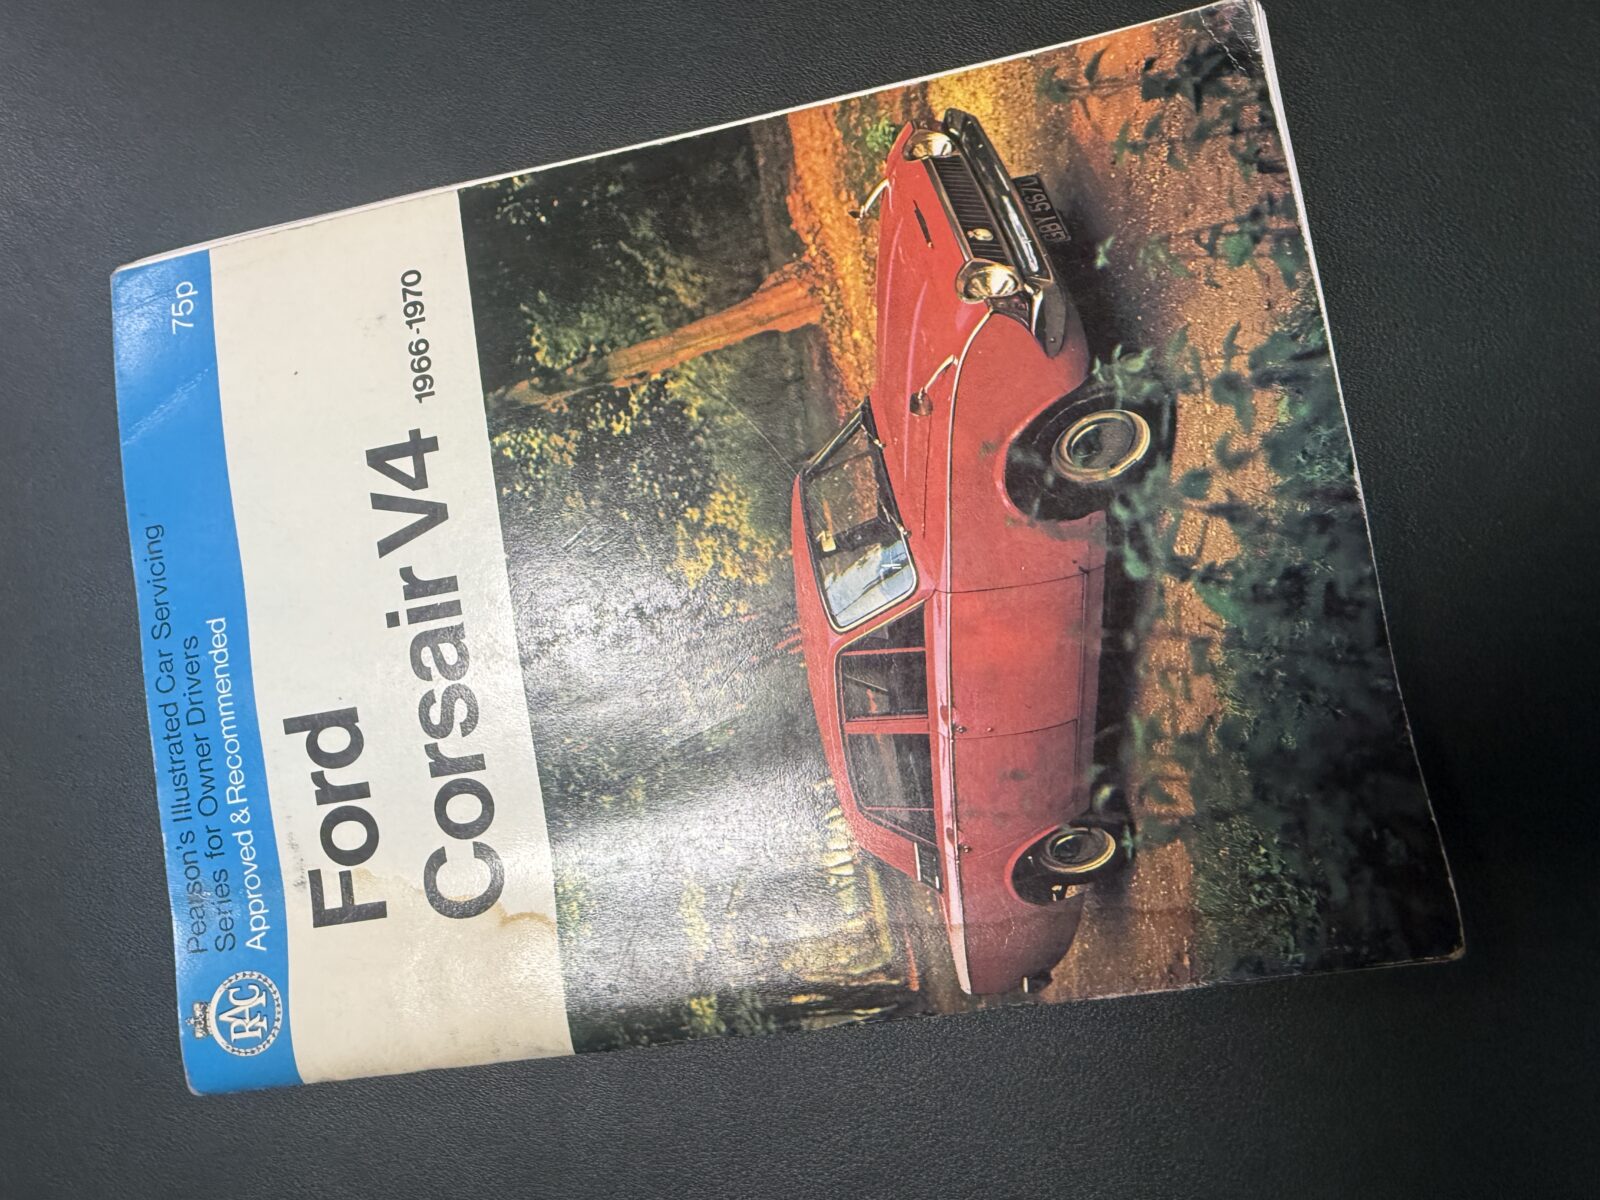 RAC
Pearson's Illustrated Car Servicing
Series for Owner Drivers
Approved & Recommended
75p
Ford
Corsair V4 1966-1970